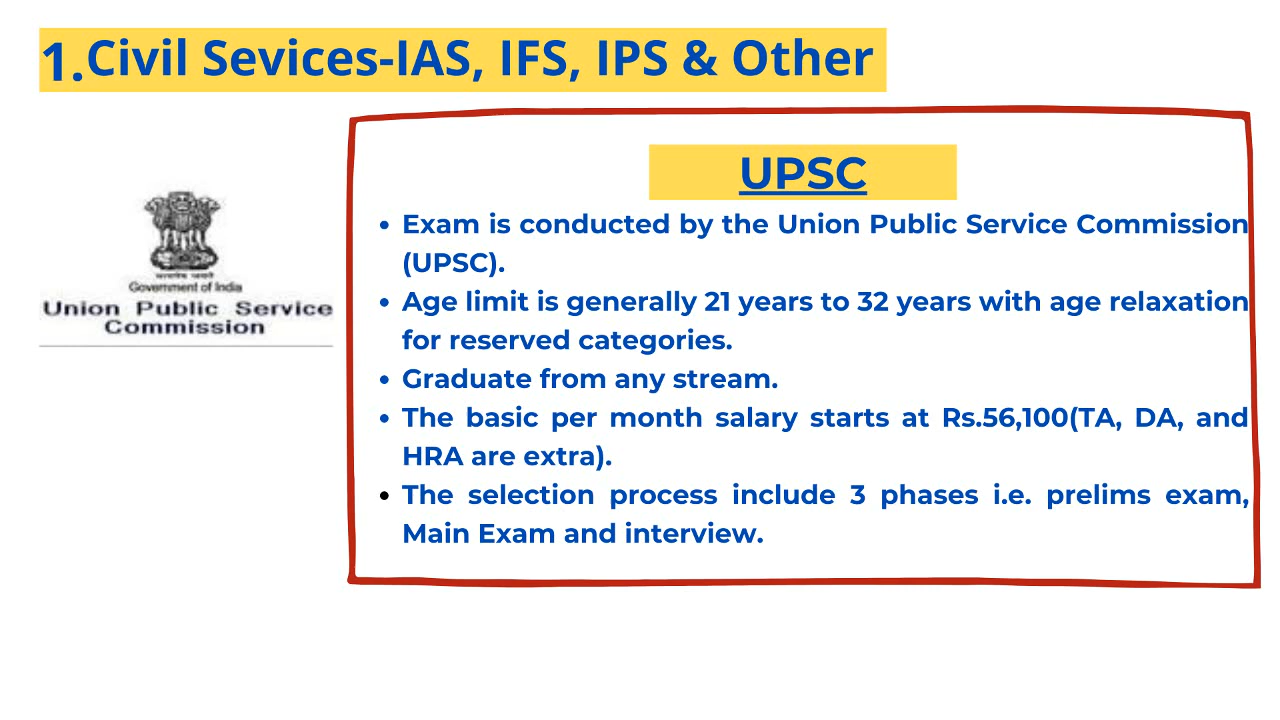 1.Civil Sevices-IAS, IFS, IPS & Other
Government of India
Union Public Service
Commission
UPSC
• Exam is conducted by the Union Public Service Commission
(UPSC).
• Age limit is generally 21 years to 32 years with age relaxation
for reserved categories.
• Graduate from any stream.
• The basic per month salary starts at Rs.56,100(TA, DA, and
HRA are extra).
• The selection process include 3 phases i.e. prelims exam,
Main Exam and interview.